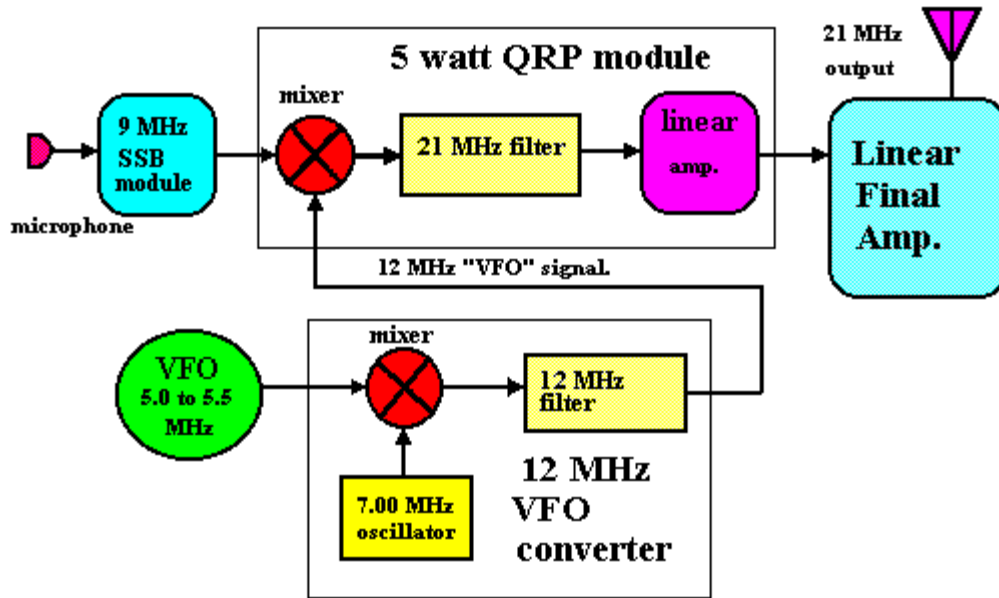 5 watt QRP module
21 MHz
output
mixer
9 MHz
SSB
module
21 MHz filter
linear
amp.
Linear
Final
Amp.
microphone
12 MHz "VFO" signal.
mixer
VFO
5.0 to 5.5
MHz
12 MHz
filter
7.00 MHz
oscillator
12 MHz
VFO
converter